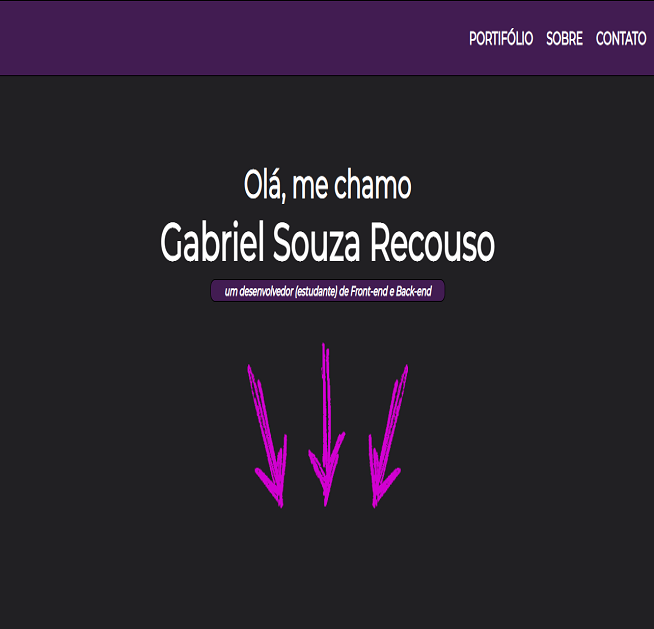 PORTIFÓLIO SOBRE CONTATO
Olá, me chamo
Gabriel Souza Recouso
um desenvolvedor (estudante) de Front-end e Back-end